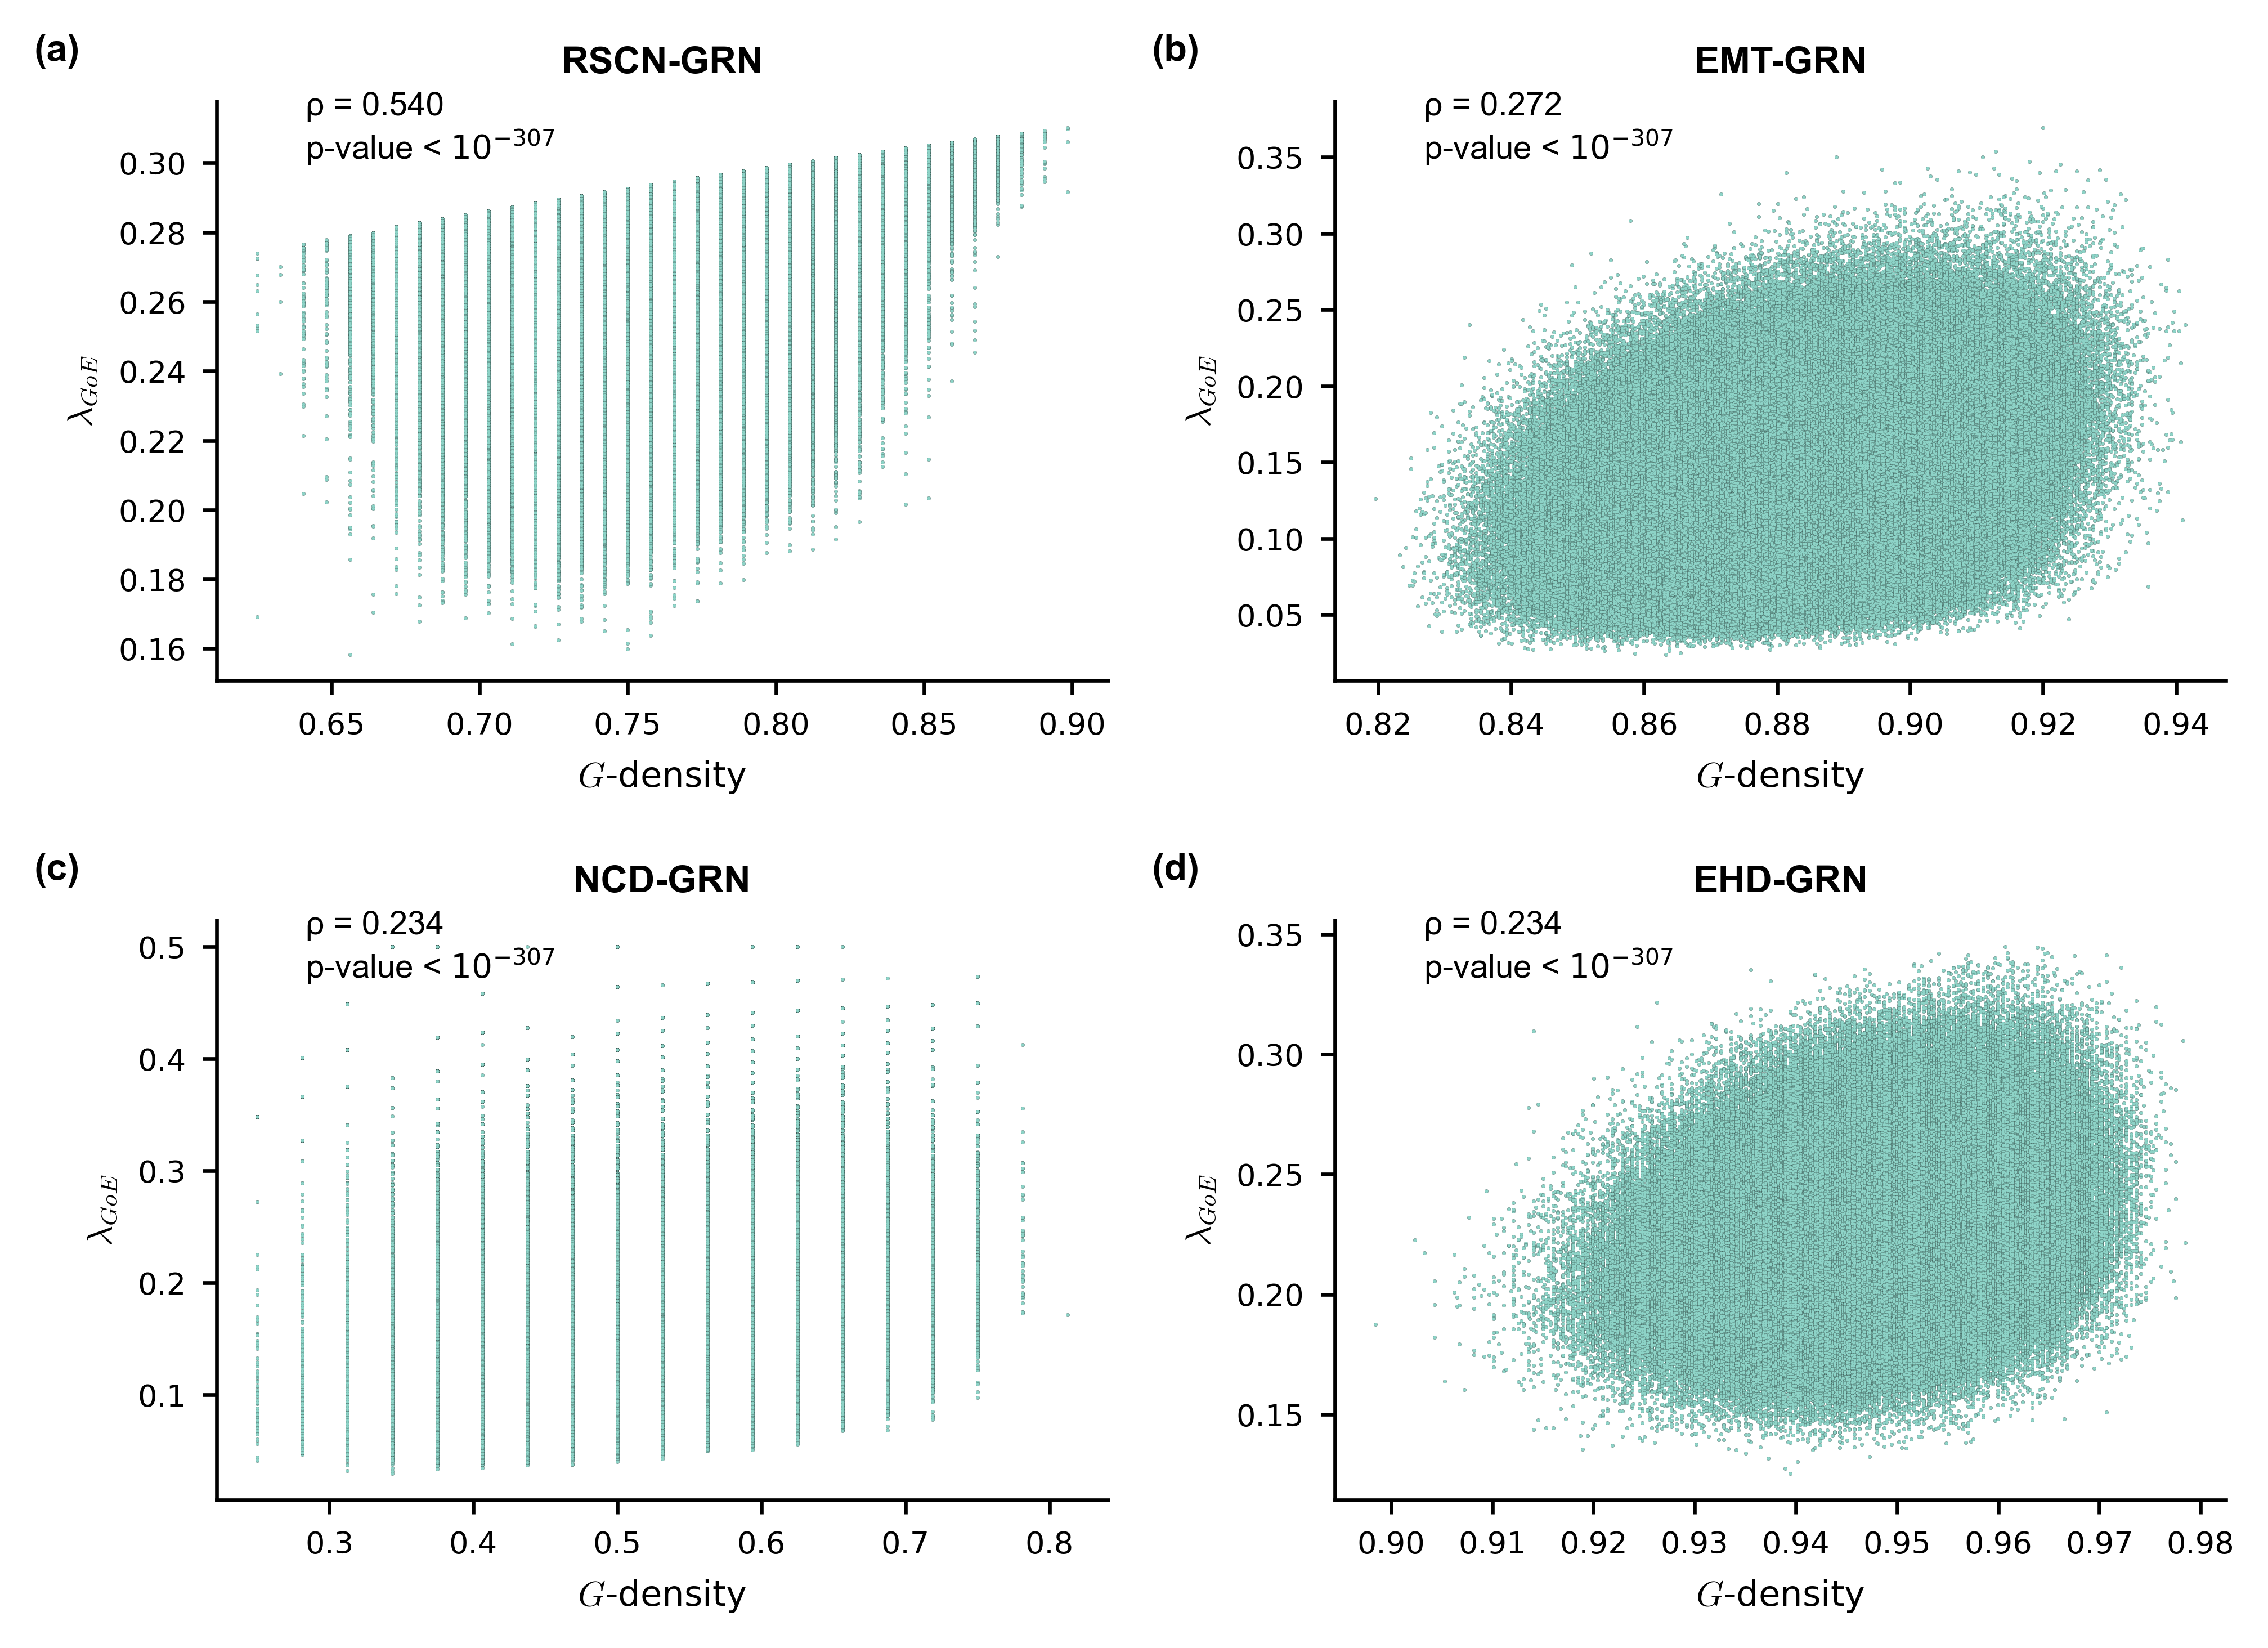 (a)
RSCN-GRN
ρ = 0.540
p-value < 10⁻³⁰⁷
0.30
0.28
0.26
0.24
0.22
0.20
0.18
0.16
λ_GoE
0.65 0.70 0.75 0.80 0.85 0.90
G-density
(b)
EMT-GRN
ρ = 0.272
p-value < 10⁻³⁰⁷
0.35
0.30
0.25
0.20
0.15
0.10
0.05
λ_GoE
0.82 0.84 0.86 0.88 0.90 0.92 0.94
G-density
(c)
NCD-GRN
ρ = 0.234
p-value < 10⁻³⁰⁷
0.5
0.4
0.3
0.2
0.1
λ_GoE
0.3 0.4 0.5 0.6 0.7 0.8
G-density
(d)
EHD-GRN
ρ = 0.234
p-value < 10⁻³⁰⁷
0.35
0.30
0.25
0.20
0.15
λ_GoE
0.90 0.91 0.92 0.93 0.94 0.95 0.96 0.97 0.98
G-density